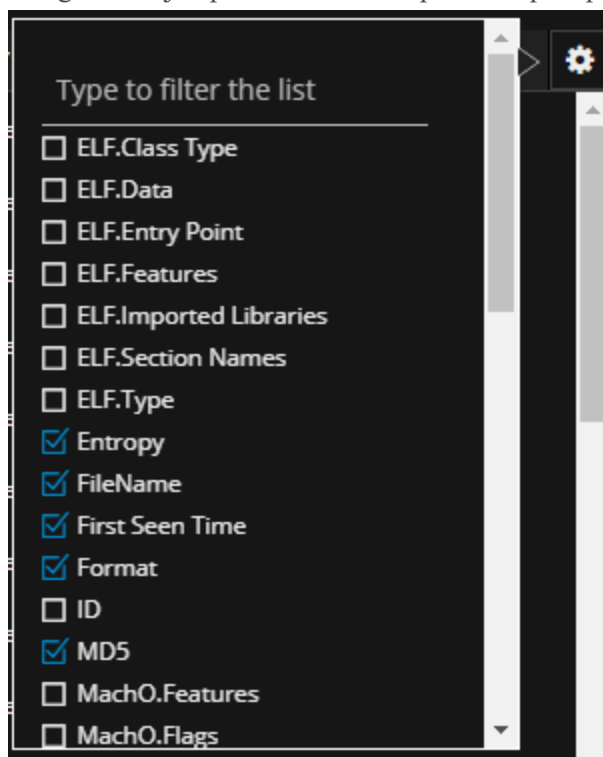 Type to filter the list
ELF.Class Type
ELF.Data
ELF.Entry Point
ELF.Features
ELF.Imported Libraries
ELF.Section Names
ELF.Type
Entropy
FileName
First Seen Time
Format
ID
MD5
MachO.Features
MachO.Flags